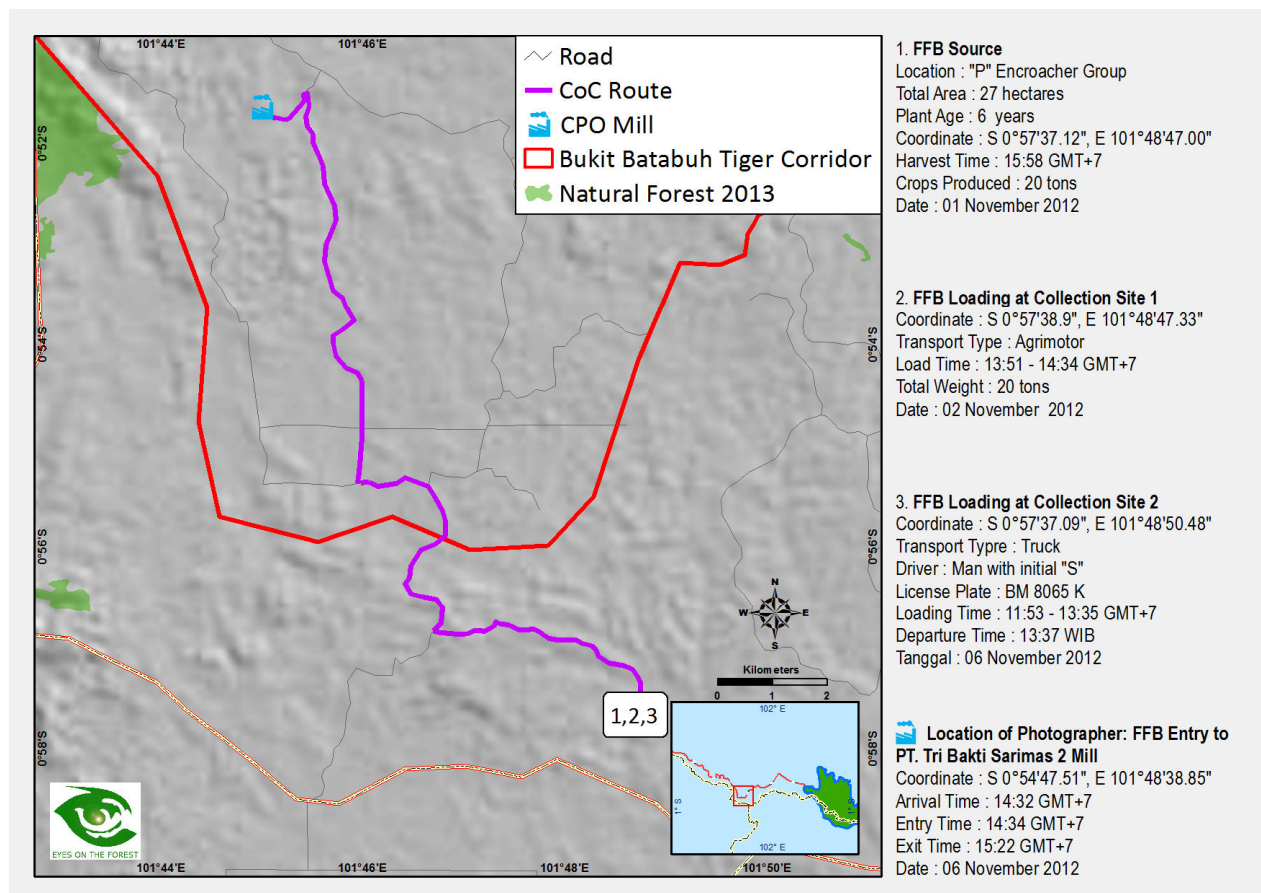 101°44'E
101°46'E
Road
CoC Route
CPO Mill
Bukit Batabuh Tiger Corridor
Natural Forest 2013
0°52'S
0°54'S
0°54'S
0°56'S
0°56'S
0°58'S
0°58'S
N
W
E
S
Kilometers
0
1
2
1,2,3
102° E
1° S
1° S
102° E
EYES ON THE FOREST
101°44'E
101°46'E
101°48'E
101°50'E
1. FFB Source
Location : "P" Encroacher Group
Total Area : 27 hectares
Plant Age : 6 years
Coordinate : S 0°57'37.12", E 101°48'47.00"
Harvest Time : 15:58 GMT+7
Crops Produced : 20 tons
Date : 01 November 2012
2. FFB Loading at Collection Site 1
Coordinate : S 0°57'38.9", E 101°48'47.33"
Transport Type : Agrimotor
Load Time : 13:51 - 14:34 GMT+7
Total Weight : 20 tons
Date : 02 November 2012
3. FFB Loading at Collection Site 2
Coordinate : S 0°57'37.09", E 101°48'50.48"
Transport Typre : Truck
Driver : Man with initial "S"
License Plate : BM 8065 K
Loading Time : 11:53 - 13:35 GMT+7
Departure Time : 13:37 WIB
Tanggal : 06 November 2012
Location of Photographer: FFB Entry to
PT. Tri Bakti Sarimas 2 Mill
Coordinate : S 0°54'47.51", E 101°48'38.85"
Arrival Time : 14:32 GMT+7
Entry Time : 14:34 GMT+7
Exit Time : 15:22 GMT+7
Date : 06 November 2012